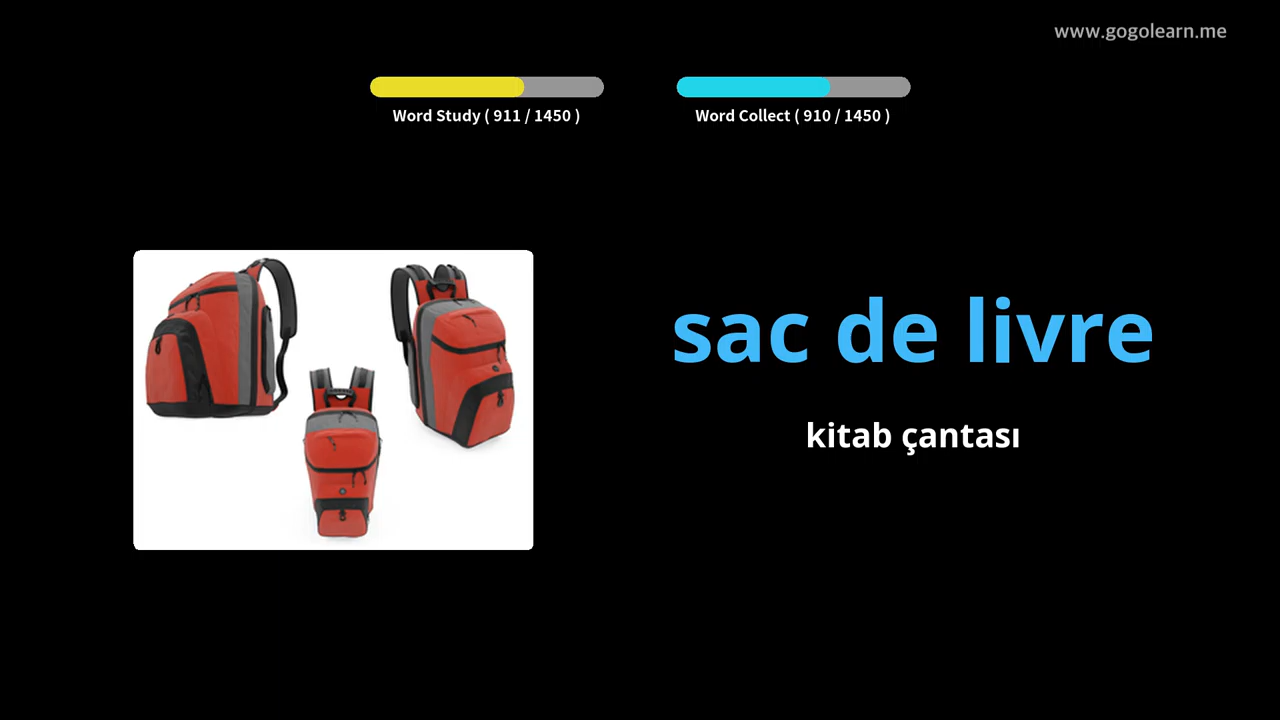 www.gogolearn.me
Word Study ( 911 / 1450 )
Word Collect ( 910 / 1450 )
sac de livre
kitab çantası